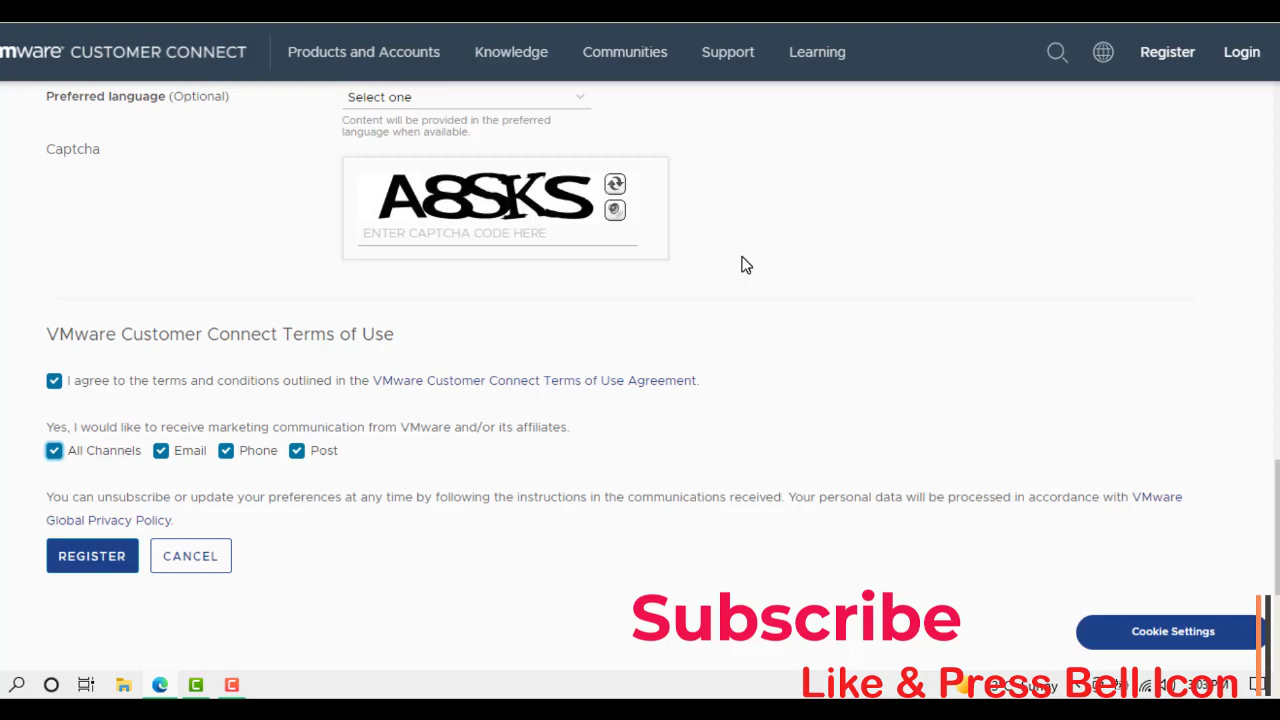 mware® CUSTOMER CONNECT Products and Accounts Knowledge Communities Support Learning Register Login
Preferred language (Optional) Select one
Content will be provided in the preferred
language when available.
Captcha
A8SKS
ENTER CAPTCHA CODE HERE
VMware Customer Connect Terms of Use
I agree to the terms and conditions outlined in the VMware Customer Connect Terms of Use Agreement.
Yes, I would like to receive marketing communication from VMware and/or its affiliates.
All Channels Email Phone Post
You can unsubscribe or update your preferences at any time by following the instructions in the communications received. Your personal data will be processed in accordance with VMware
Global Privacy Policy.
REGISTER CANCEL
Subscribe
Cookie Settings
Like & Press Bell Icon